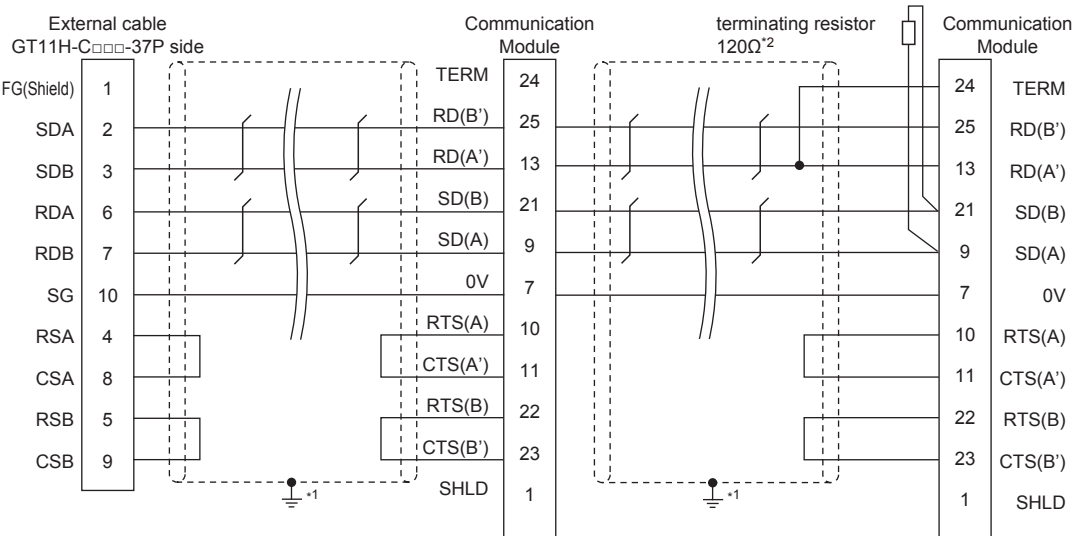 External cable
GT11H-C□□□-37P side
Communication
Module
terminating resistor
120Ω*2
Communication
Module
FG(Shield) 1 TERM 24 24 TERM
SDA 2 RD(B') 25 25 RD(B')
SDB 3 RD(A') 13 13 RD(A')
RDA 6 SD(B) 21 21 SD(B)
RDB 7 SD(A) 9 9 SD(A)
SG 10 0V 7 7 0V
RSA 4 RTS(A) 10 10 RTS(A)
CSA 8 CTS(A') 11 11 CTS(A')
RSB 5 RTS(B) 22 22 RTS(B)
CSB 9 CTS(B') 23 23 CTS(B')
SHLD 1 1 SHLD
*1 *1